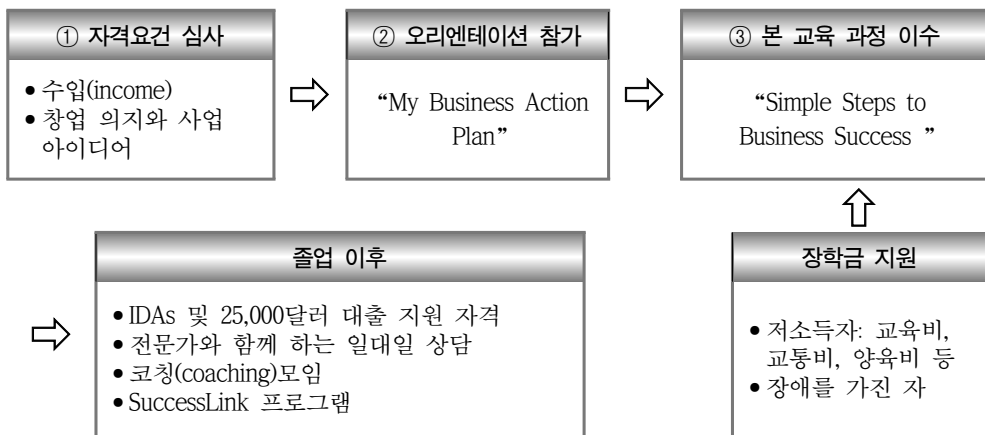 ① 자격요건 심사
• 수입(income)
• 창업 의지와 사업
아이디어
② 오리엔테이션 참가
“My Business Action
Plan”
③ 본 교육 과정 이수
“Simple Steps to
Business Success ”
졸업 이후
• IDAs 및 25,000달러 대출 지원 자격
• 전문가와 함께 하는 일대일 상담
• 코칭(coaching)모임
• SuccessLink 프로그램
장학금 지원
• 저소득자: 교육비,
교통비, 양육비 등
• 장애를 가진 자